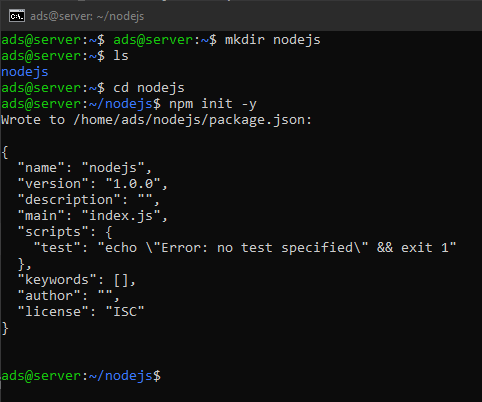 C:\. ads@server: ~/nodejs
ads@server:~$ ads@server:~$ mkdir nodejs
ads@server:~$ ls
nodejs
ads@server:~$ cd nodejs
ads@server:~/nodejs$ npm init -y
Wrote to /home/ads/nodejs/package.json:

{
  "name": "nodejs",
  "version": "1.0.0",
  "description": "",
  "main": "index.js",
  "scripts": {
    "test": "echo \"Error: no test specified\" && exit 1"
  },
  "keywords": [],
  "author": "",
  "license": "ISC"
}

ads@server:~/nodejs$